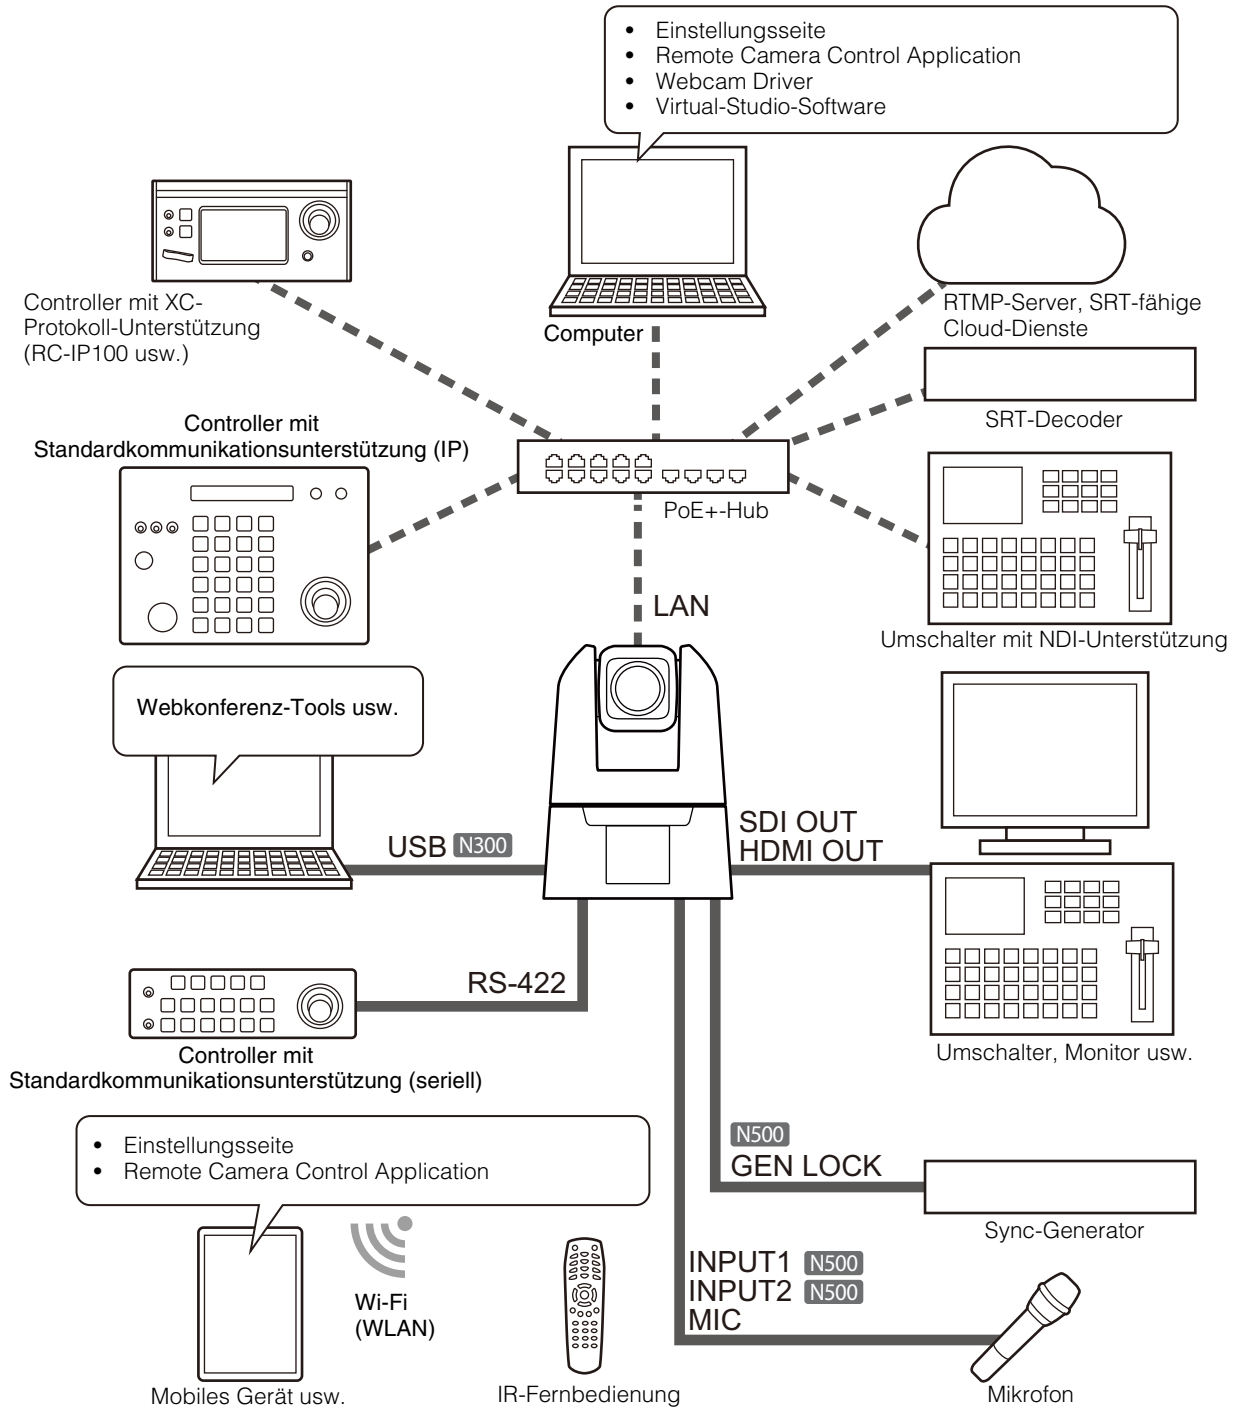 • Einstellungsseite
• Remote Camera Control Application
• Webcam Driver
• Virtual-Studio-Software
Controller mit XC-
Protokoll-Unterstützung
(RC-IP100 usw.)
Computer
RTMP-Server, SRT-fähige
Cloud-Dienste
SRT-Decoder
Controller mit
Standardkommunikationsunterstützung (IP)
PoE+-Hub
LAN
Umschalter mit NDI-Unterstützung
Webkonferenz-Tools usw.
USB N300
SDI OUT
HDMI OUT
RS-422
Controller mit
Standardkommunikationsunterstützung (seriell)
Umschalter, Monitor usw.
• Einstellungsseite
• Remote Camera Control Application
N500
GEN LOCK
Sync-Generator
Wi-Fi
(WLAN)
INPUT1 N500
INPUT2 N500
MIC
Mobiles Gerät usw.
IR-Fernbedienung
Mikrofon